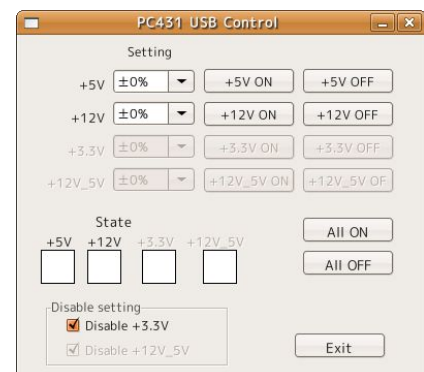 PC431 USB Control
Setting
+5V ±0% +5V ON +5V OFF
+12V ±0% +12V ON +12V OFF
+3.3V ±0% +3.3V ON +3.3V OFF
+12V_5V ±0% +12V_5V ON +12V_5V OF
State
+5V +12V +3.3V +12V_5V
All ON
All OFF
Disable setting
Disable +3.3V
Disable +12V_5V
Exit